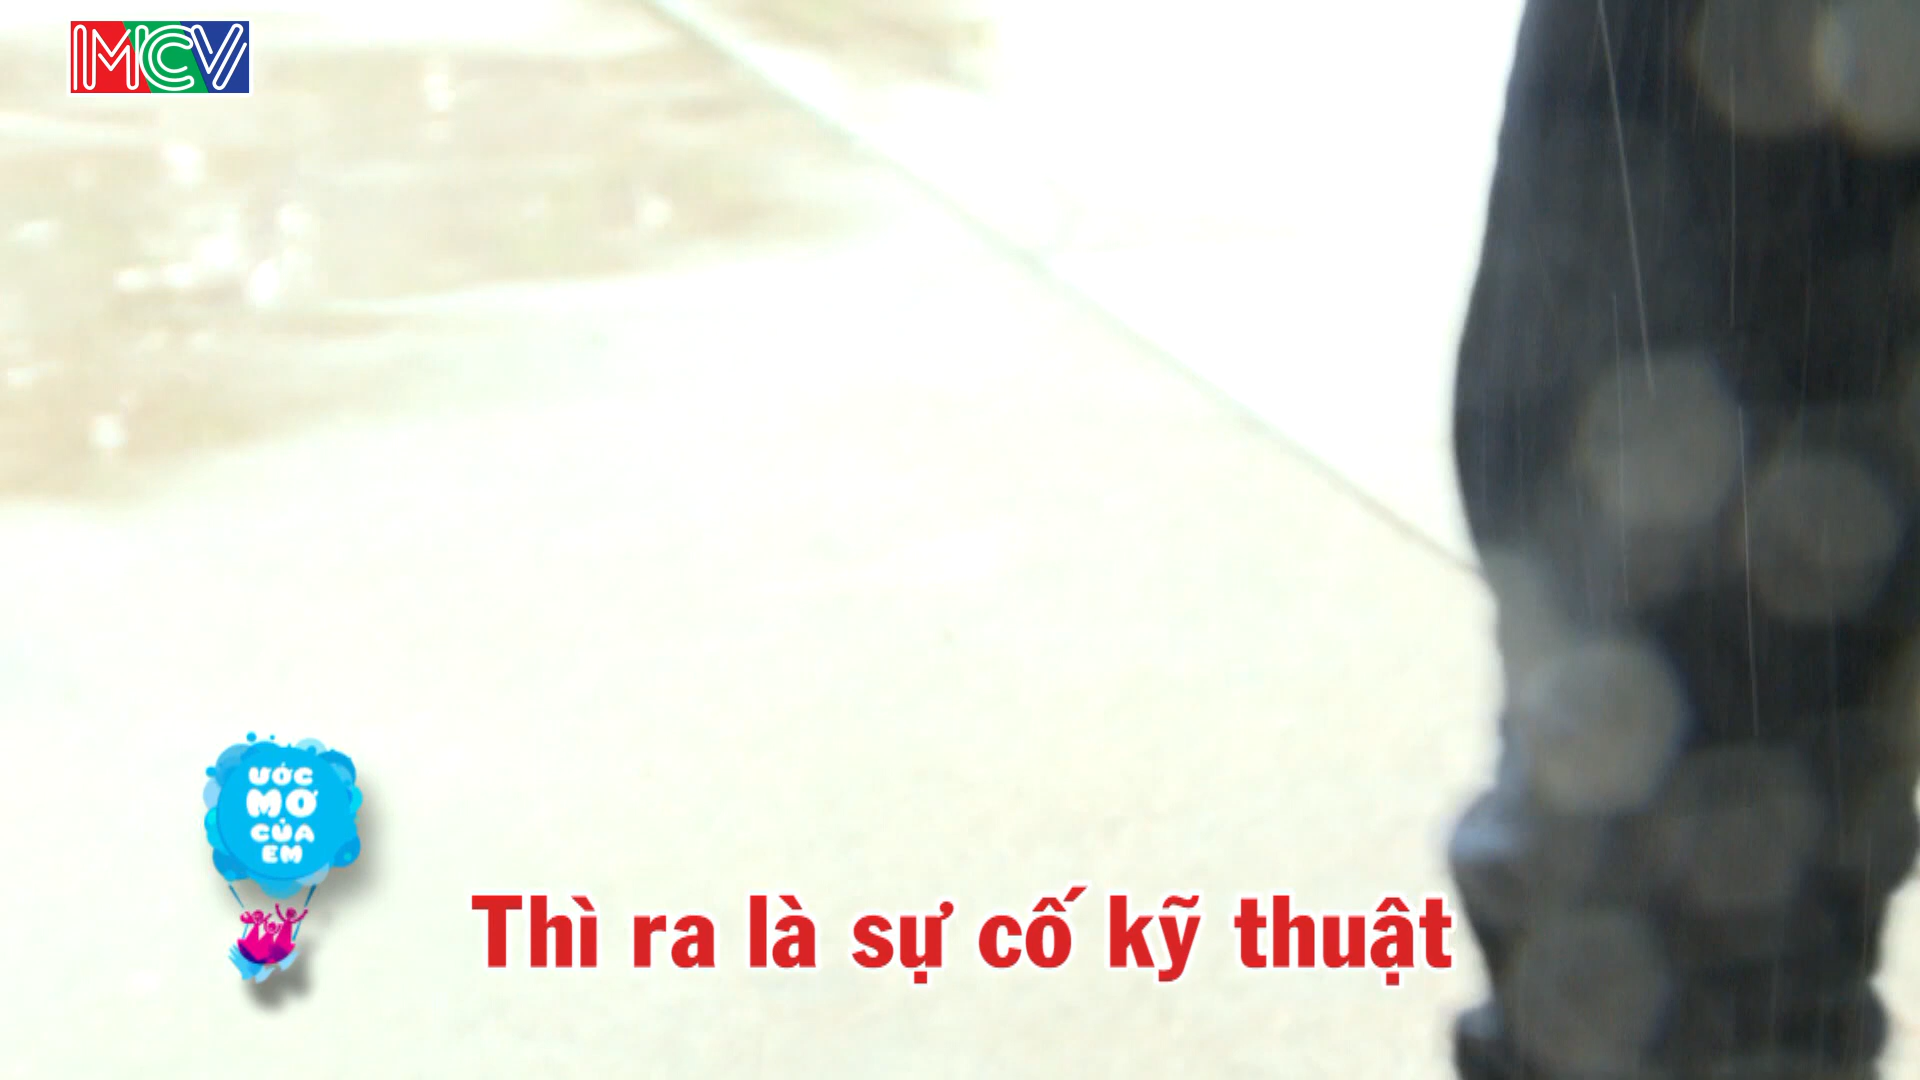 MCV
ƯỚC
MƠ
CỦA
EM
Thì ra là sự cố kỹ thuật